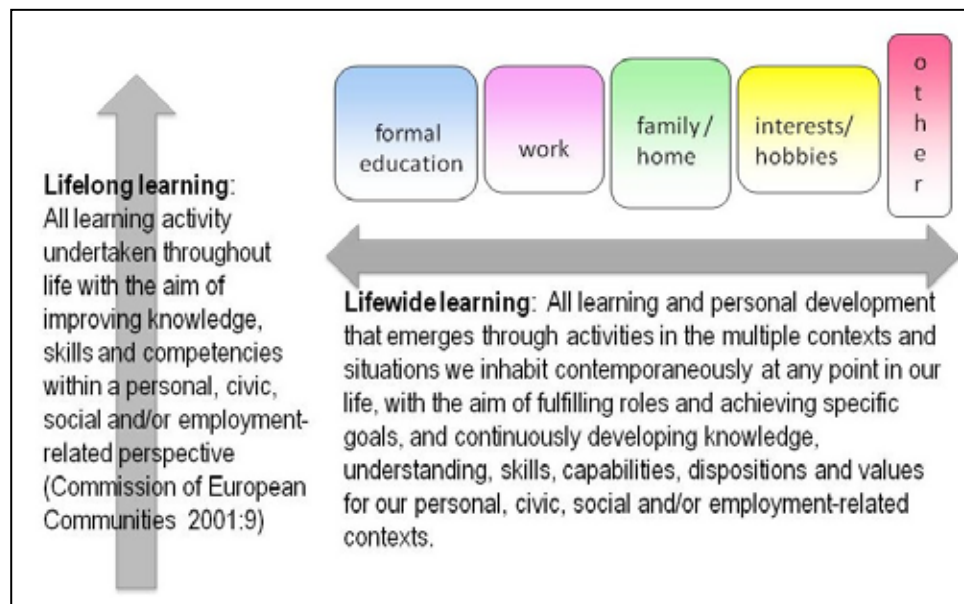 formal
education
work
family/
home
interests/
hobbies
o
t
h
e
r
Lifelong learning:
All learning activity
undertaken throughout
life with the aim of
improving knowledge,
skills and competencies
within a personal, civic,
social and/or employment-
related perspective
(Commission of European
Communities 2001:9)
Lifewide learning: All learning and personal development
that emerges through activities in the multiple contexts and
situations we inhabit contemporaneously at any point in our
life, with the aim of fulfilling roles and achieving specific
goals, and continuously developing knowledge,
understanding, skills, capabilities, dispositions and values
for our personal, civic, social and/or employment-related
contexts.